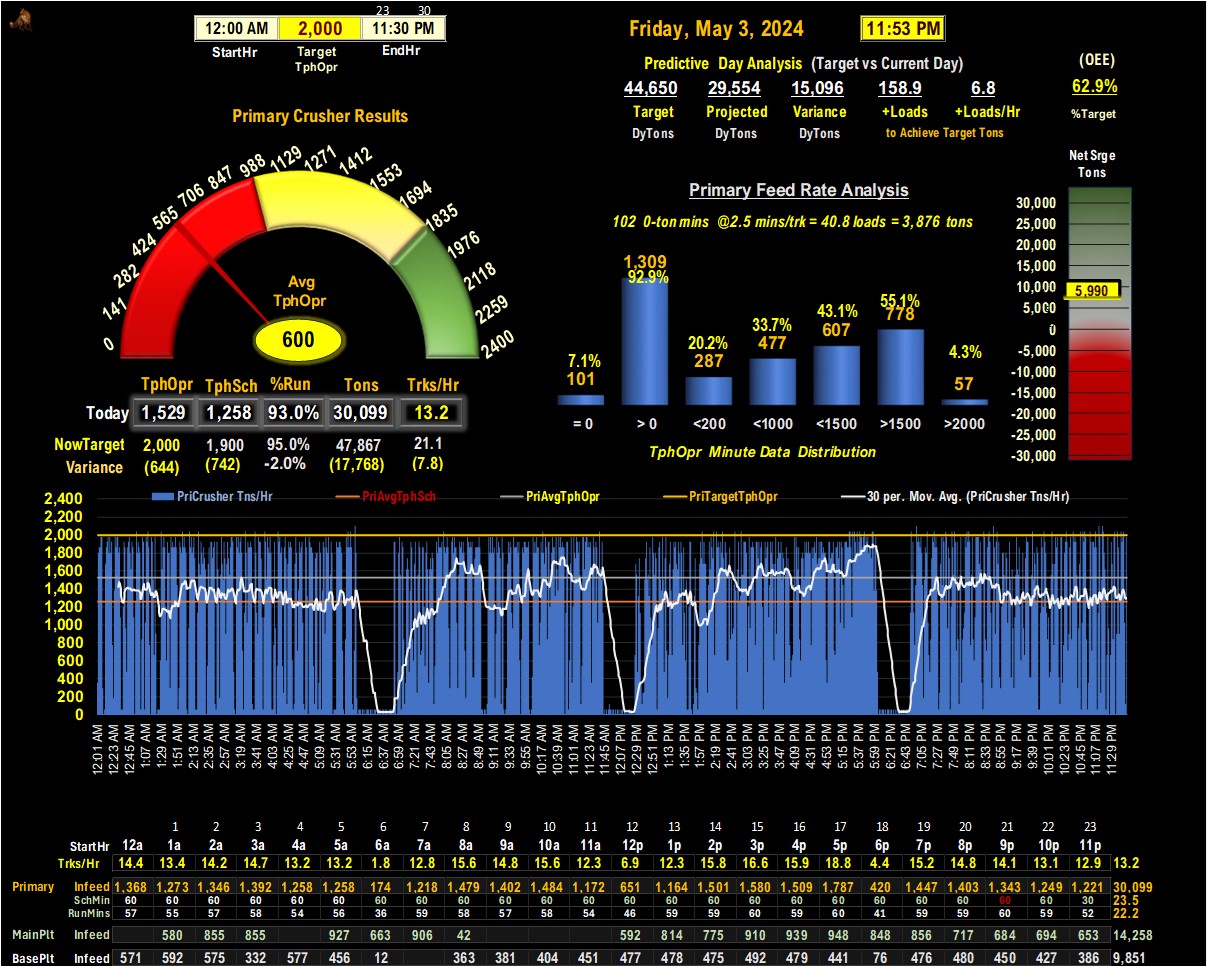 23 30
12:00 AM 2,000 11:30 PM
StartHr Target TphOpr EndHr
Friday, May 3, 2024 11:53 PM
Predictive Day Analysis (Target vs Current Day)
44,650 29,554 15,096 158.9 6.8
Target Projected Variance +Loads +Loads/Hr
DyTons DyTons DyTons to Achieve Target Tons
(OEE)
62.9%
%Target
Primary Crusher Results
0 141 282 424 565 706 847 988 1129 1271 1412 1553 1694 1835 1976 2118 2259 2400
Avg
TphOpr
600
TphOpr TphSch %Run Tons Trks/Hr
Today 1,529 1,258 93.0% 30,099 13.2
NowTarget 2,000 1,900 95.0% 47,867 21.1
Variance (644) (742) -2.0% (17,768) (7.8)
Primary Feed Rate Analysis
102 0-ton mins @2.5 mins/trk = 40.8 loads = 3,876 tons
7.1% 92.9% 20.2% 33.7% 43.1% 55.1% 4.3%
101 1,309 287 477 607 778 57
= 0 > 0 <200 <1000 <1500 >1500 >2000
TphOpr Minute Data Distribution
Net Srge
Tons
30,000
25,000
20,000
15,000
10,000
5,990
5,000
0
-5,000
-10,000
-15,000
-20,000
-25,000
-30,000
PriCrusher Tns/Hr PriAvgTphSch PriAvgTphOpr PriTargetTphOpr 30 per. Mov. Avg. (PriCrusher Tns/Hr)
2,400
2,200
2,000
1,800
1,600
1,400
1,200
1,000
800
600
400
200
0
12:01 AM 12:23 AM 12:45 AM 1:07 AM 1:29 AM 1:51 AM 2:13 AM 2:35 AM 2:57 AM 3:19 AM 3:41 AM 4:03 AM 4:25 AM 4:47 AM 5:09 AM 5:31 AM 5:53 AM 6:15 AM 6:37 AM 6:59 AM 7:21 AM 7:43 AM 8:05 AM 8:27 AM 8:49 AM 9:11 AM 9:33 AM 9:55 AM 10:17 AM 10:39 AM 11:01 AM 11:23 AM 11:45 AM 12:07 PM 12:29 PM 12:51 PM 1:13 PM 1:35 PM 1:57 PM 2:19 PM 2:41 PM 3:03 PM 3:25 PM 3:47 PM 4:09 PM 4:31 PM 4:53 PM 5:15 PM 5:37 PM 5:59 PM 6:21 PM 6:43 PM 7:05 PM 7:27 PM 7:49 PM 8:11 PM 8:33 PM 8:55 PM 9:17 PM 9:39 PM 10:01 PM 10:23 PM 10:45 PM 11:07 PM 11:29 PM
1 2 3 4 5 6 7 8 9 10 11 12 13 14 15 16 17 18 19 20 21 22 23
StartHr 12a 1a 2a 3a 4a 5a 6a 7a 8a 9a 10a 11a 12p 1p 2p 3p 4p 5p 6p 7p 8p 9p 10p 11p
Trks/Hr 14.4 13.4 14.2 14.7 13.2 13.2 1.8 12.8 15.6 14.8 15.6 12.3 6.9 12.3 15.8 16.6 15.9 18.8 4.4 15.2 14.8 14.1 13.1 12.9 13.2
Primary Infeed 1,368 1,273 1,346 1,392 1,258 1,258 174 1,218 1,479 1,402 1,484 1,172 651 1,164 1,501 1,580 1,509 1,787 420 1,447 1,403 1,343 1,249 1,221 30,099
SchMin 60 60 60 60 60 60 60 60 60 60 60 60 60 60 60 60 60 60 60 60 60 60 60 30 23.5
RunMins 57 55 57 58 54 56 36 59 58 57 58 54 46 59 59 60 59 60 41 59 59 60 59 52 22.2
MainPlt Infeed 580 855 855 927 663 906 42 592 814 775 910 939 948 848 856 717 684 694 653 14,258
BasePlt Infeed 571 592 575 332 577 456 12 363 381 404 451 477 478 475 492 479 441 76 476 480 450 427 386 9,851